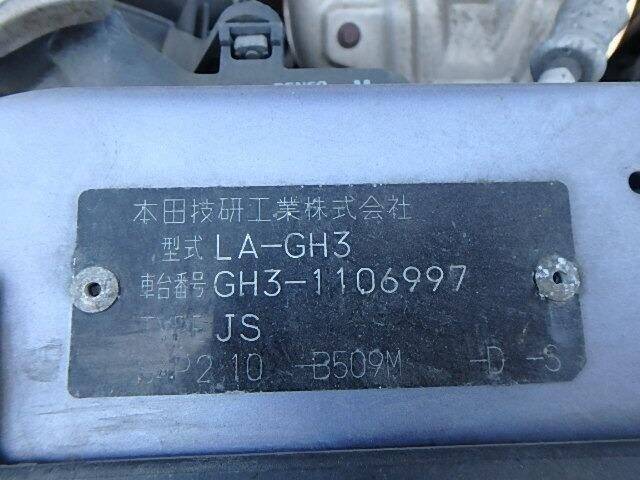 本田技研工業株式会社
型式 LA-GH3
車台番号 GH3-1106997
JS
P2 10 -B509M -D -S